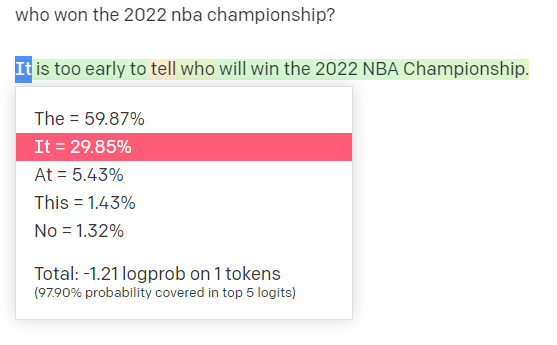 who won the 2022 nba championship?
It is too early to tell who will win the 2022 NBA Championship.
The = 59.87%
It = 29.85%
At = 5.43%
This = 1.43%
No = 1.32%
Total: -1.21 logprob on 1 tokens
(97.90% probability covered in top 5 logits)